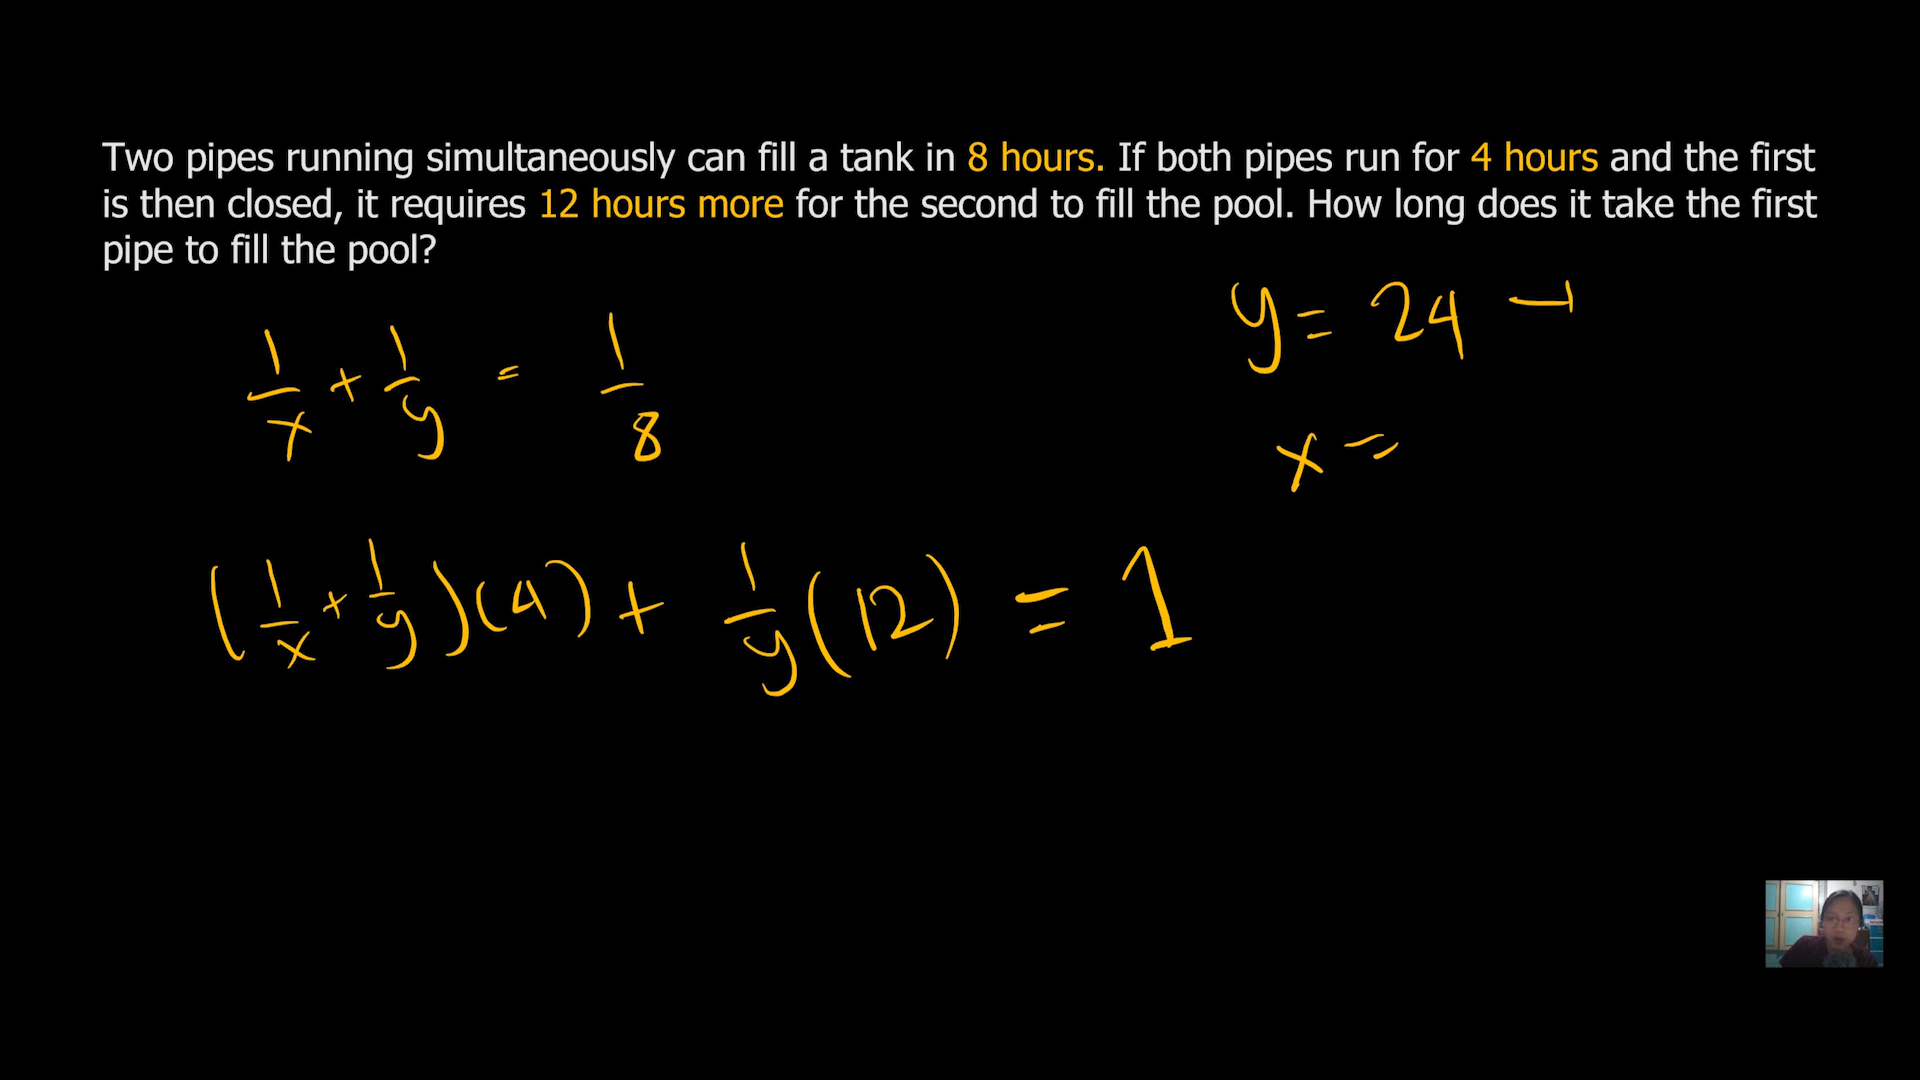 Two pipes running simultaneously can fill a tank in 8 hours. If both pipes run for 4 hours and the first
is then closed, it requires 12 hours more for the second to fill the pool. How long does it take the first
pipe to fill the pool?
1/x + 1/y = 1/8
y = 24
x =
(1/x + 1/y)(4) + 1/y(12) = 1